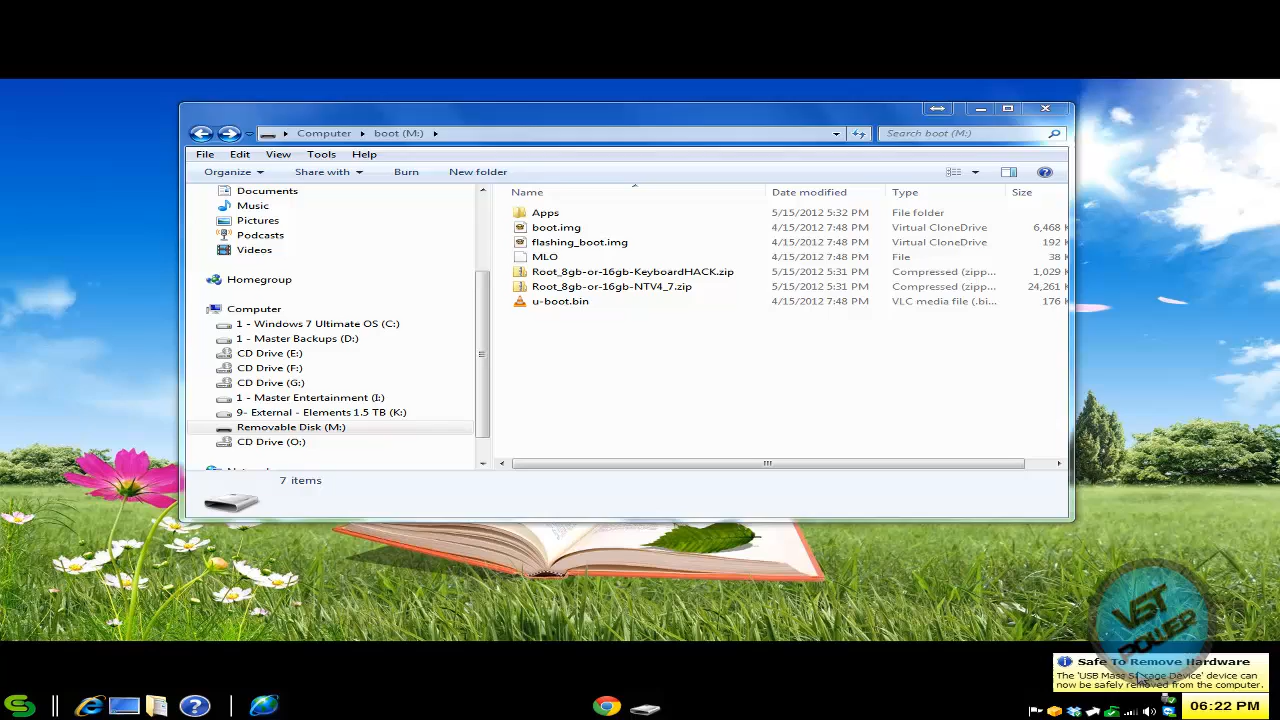 Computer ▸ boot (M:) ▸
Search boot (M:)
File Edit View Tools Help
Organize Share with Burn New folder
Documents
Music
Pictures
Podcasts
Videos
Homegroup
Computer
1 - Windows 7 Ultimate OS (C:)
1 - Master Backups (D:)
CD Drive (E:)
CD Drive (F:)
CD Drive (G:)
1 - Master Entertainment (I:)
9- External - Elements 1.5 TB (K:)
Removable Disk (M:)
CD Drive (O:)
Name Date modified Type Size
Apps 5/15/2012 5:32 PM File folder
boot.img 4/15/2012 7:48 PM Virtual CloneDrive 6,468 K
flashing_boot.img 4/15/2012 7:48 PM Virtual CloneDrive 192 K
MLO 4/15/2012 7:48 PM File 38 K
Root_8gb-or-16gb-KeyboardHACK.zip 5/15/2012 5:31 PM Compressed (zipp... 1,029 K
Root_8gb-or-16gb-NTV4_7.zip 5/15/2012 5:31 PM Compressed (zipp... 24,261 K
u-boot.bin 4/15/2012 7:48 PM VLC media file (.bi... 176 K
7 items
VGT
POWER
Safe To Remove Hardware
The 'USB Mass Storage Device' device can
now be safely removed from the computer.
06:22 PM